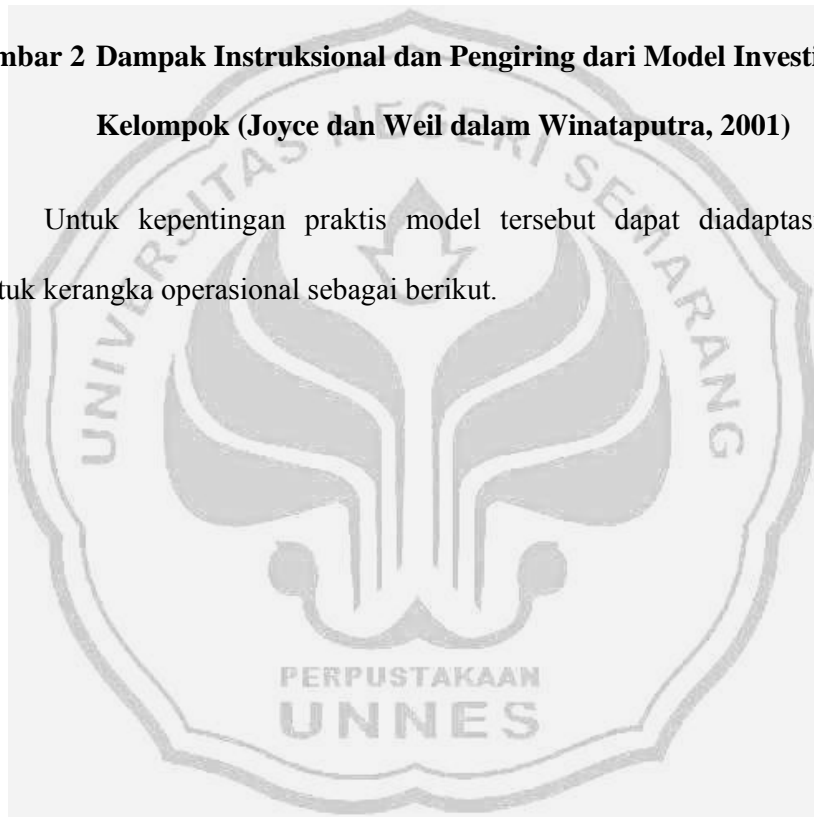 mbar 2 Dampak Instruksional dan Pengiring dari Model Investi
Kelompok (Joyce dan Weil dalam Winataputra, 2001)
Untuk kepentingan praktis model tersebut dapat diadaptas
tuk kerangka operasional sebagai berikut.
UNIVERSITAS NEGERI SEMARANG
PERPUSTAKAAN
UNNES